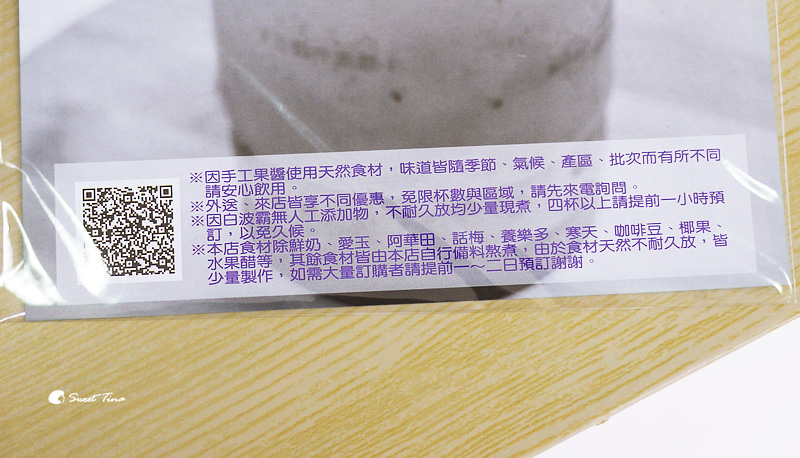 ※因手工果醬使用天然食材，味道皆隨季節、氣候、產區、批次而有所不同
請安心飲用。
※外送、來店皆享不同優惠，免限杯數與區域，請先來電詢問。
※因白波霸無人工添加物，不耐久放均少量現煮，四杯以上請提前一小時預
訂，以免久候。
※本店食材除鮮奶、愛玉、阿華田、話梅、養樂多、寒天、咖啡豆、椰果、
水果醋等，其餘食材皆由本店自行備料熬煮，由於食材天然不耐久放，皆
少量製作，如需大量訂購者請提前一～二日預訂謝謝。
Sweet Tina